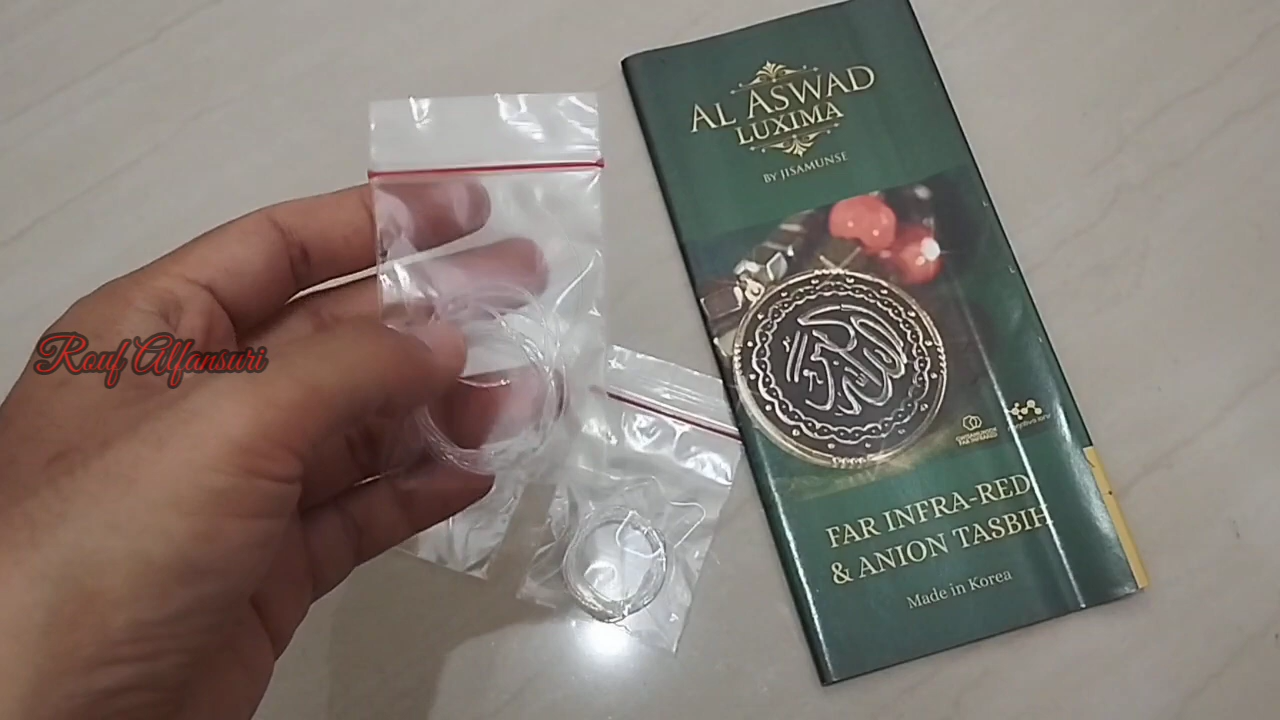 Rouf Alfansuri
AL ASWAD
LUXIMA
BY JISAMUNSE
FAR INFRA-RED
& ANION TASBIH
Made in Korea